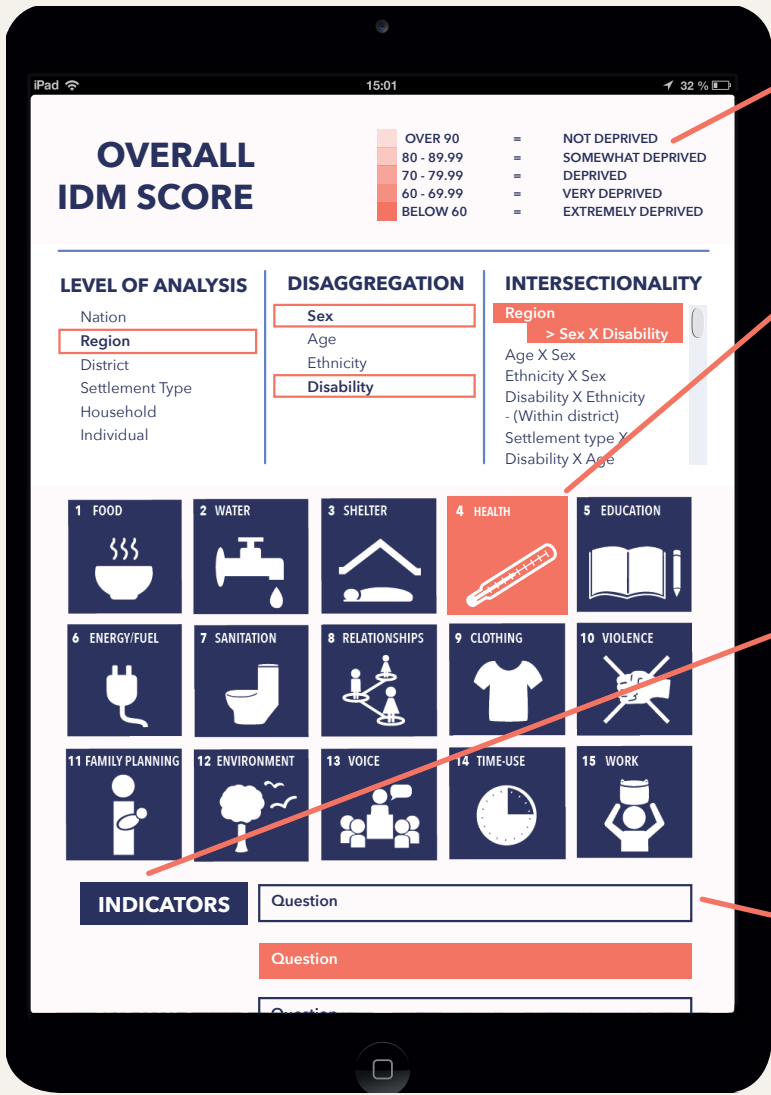 iPad
15:01
32 %
OVERALL
IDM SCORE
OVER 90 = NOT DEPRIVED
80 - 89.99 = SOMEWHAT DEPRIVED
70 - 79.99 = DEPRIVED
60 - 69.99 = VERY DEPRIVED
BELOW 60 = EXTREMELY DEPRIVED
LEVEL OF ANALYSIS
Nation
Region
District
Settlement Type
Household
Individual
DISAGGREGATION
Sex
Age
Ethnicity
Disability
INTERSECTIONALITY
Region
> Sex X Disability
Age X Sex
Ethnicity X Sex
Disability X Ethnicity
- (Within district)
Settlement type X
Disability X Age
1 FOOD
2 WATER
3 SHELTER
4 HEALTH
5 EDUCATION
6 ENERGY/FUEL
7 SANITATION
8 RELATIONSHIPS
9 CLOTHING
10 VIOLENCE
11 FAMILY PLANNING
12 ENVIRONMENT
13 VOICE
14 TIME-USE
15 WORK
INDICATORS
Question
Question
Question